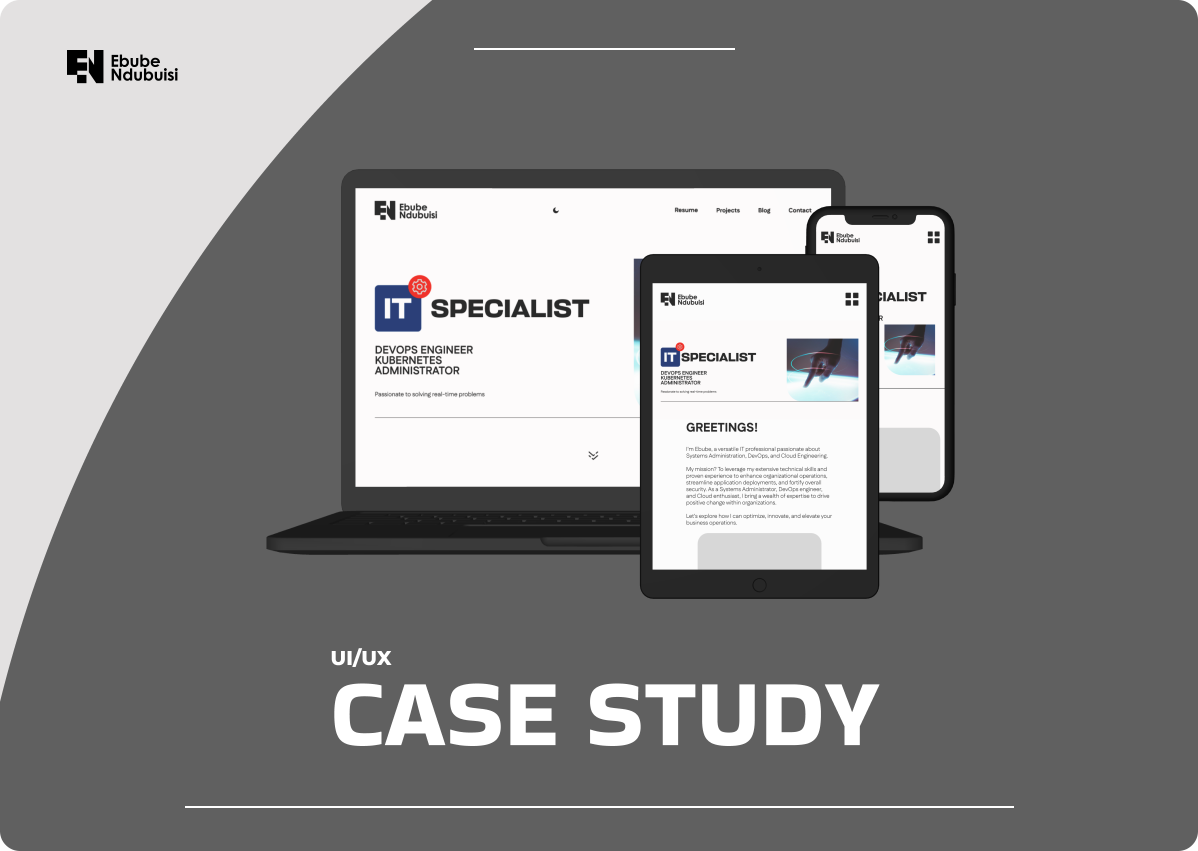 Ebube
Ndubuisi
Ebube
Ndubuisi
Resume Projects Blog Contact
IT SPECIALIST
DEVOPS ENGINEER
KUBERNETES
ADMINISTRATOR
Passionate to solving real-time problems
Ebube
Ndubuisi
IT SPECIALIST
DEVOPS ENGINEER
KUBERNETES
ADMINISTRATOR
Passionate to solving real-time problems
GREETINGS!
I'm Ebube, a versatile IT professional passionate about
Systems Administration, DevOps, and Cloud Engineering.
My mission? To leverage my extensive technical skills and
proven experience to enhance organizational operations,
streamline application deployments, and fortify overall
security. As a Systems Administrator, DevOps engineer,
and Cloud enthusiast, I bring a wealth of expertise to drive
positive change within organizations.
Let's explore how I can optimize, innovate, and elevate your
business operations.
Ebube
Ndubuisi
CIALIST
R
UI/UX
CASE STUDY